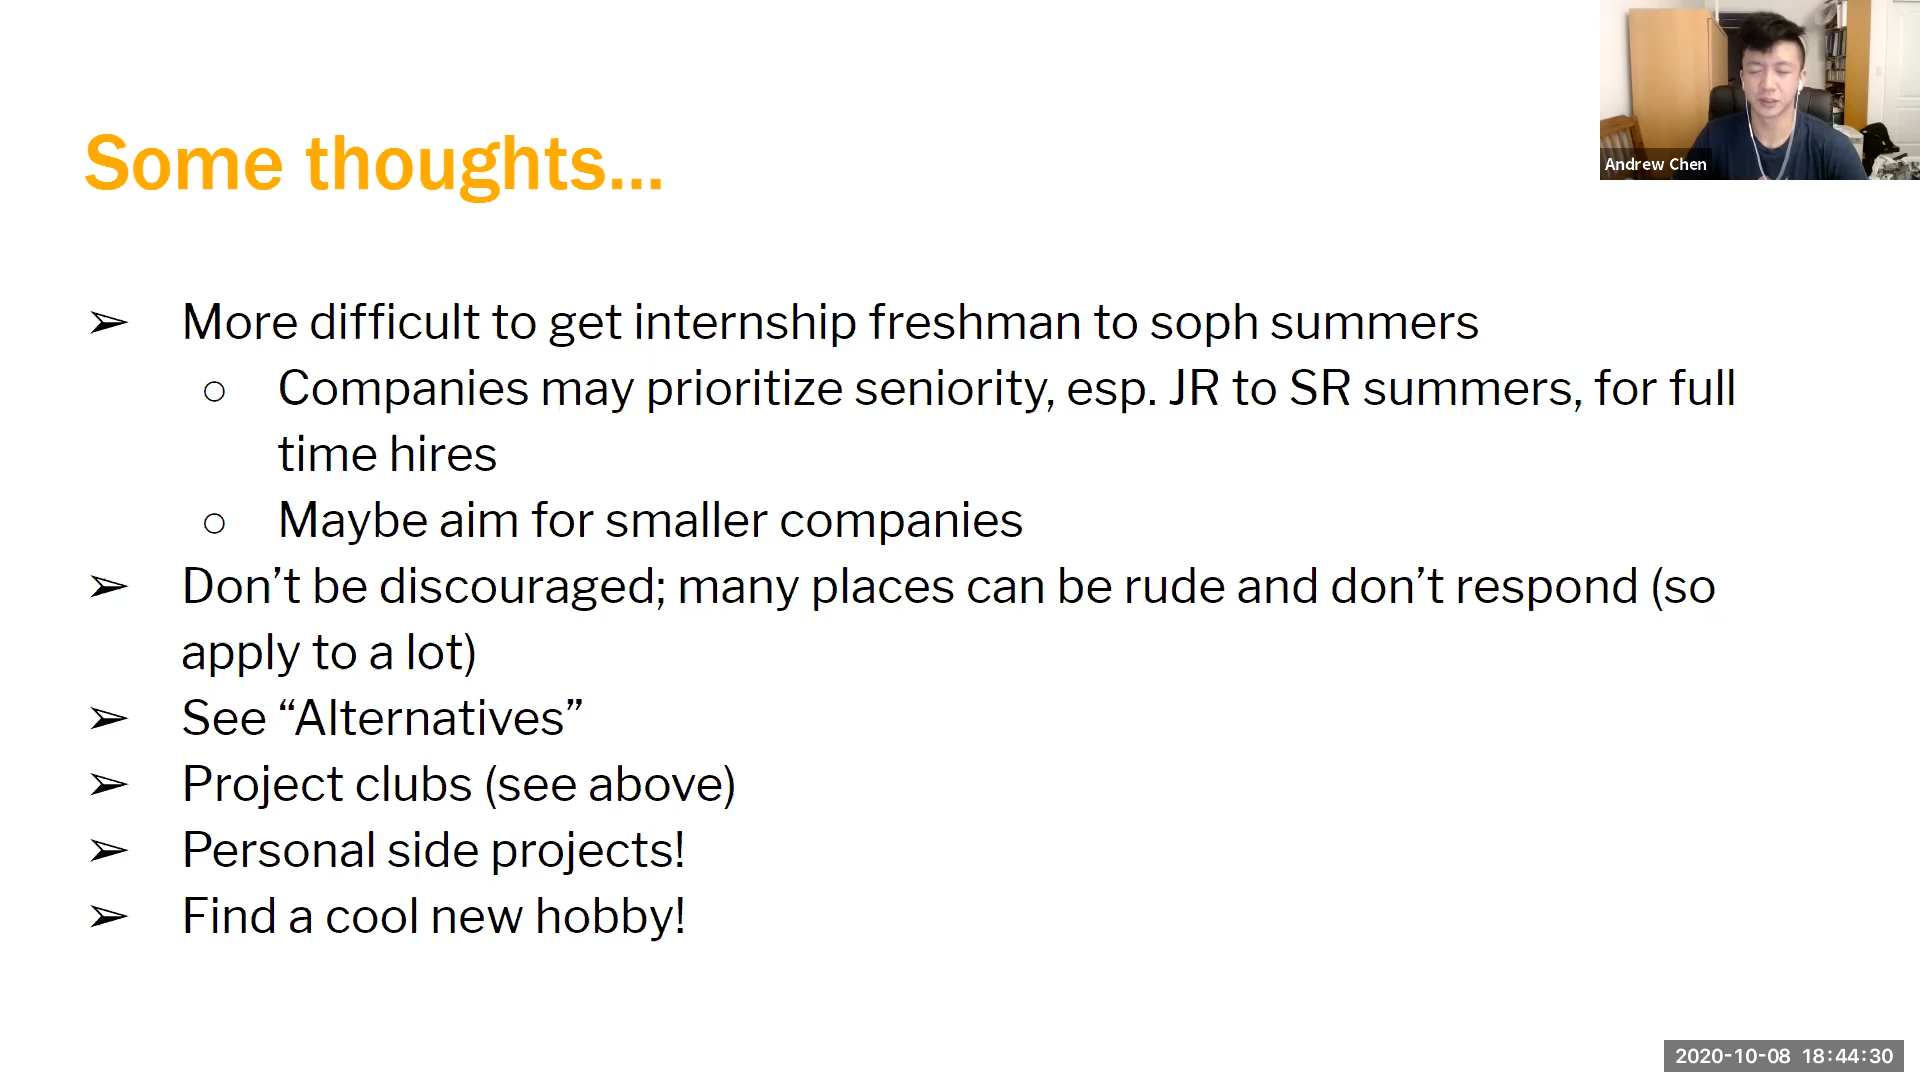 Some thoughts...
Andrew Chen
➢ More difficult to get internship freshman to soph summers
○ Companies may prioritize seniority, esp. JR to SR summers, for full
time hires
○ Maybe aim for smaller companies
➢ Don’t be discouraged; many places can be rude and don’t respond (so
apply to a lot)
➢ See “Alternatives”
➢ Project clubs (see above)
➢ Personal side projects!
➢ Find a cool new hobby!
2020-10-08 18:44:30